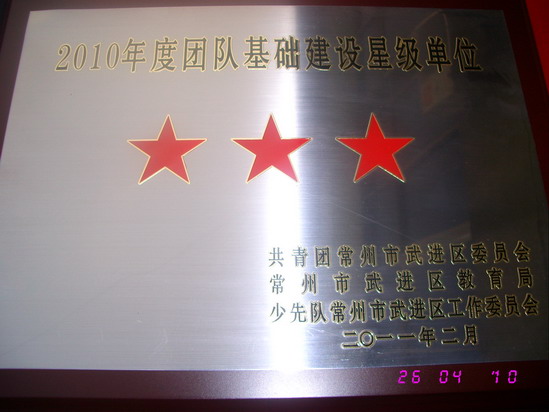 2010年度团队基础建设星级单位
共青团常州市武进区委员会
常州市武进区教育局
少先队常州市武进区工作委员会
二〇一一年二月
26 04 '10